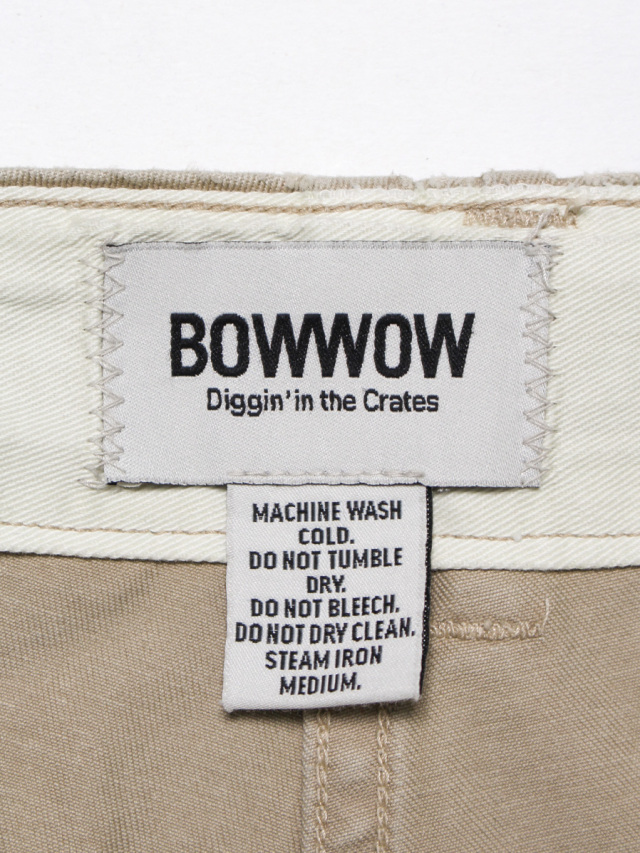 BOWWOW
Diggin' in the Crates
MACHINE WASH
COLD.
DO NOT TUMBLE
DRY.
DO NOT BLEECH.
DO NOT DRY CLEAN.
STEAM IRON
MEDIUM.